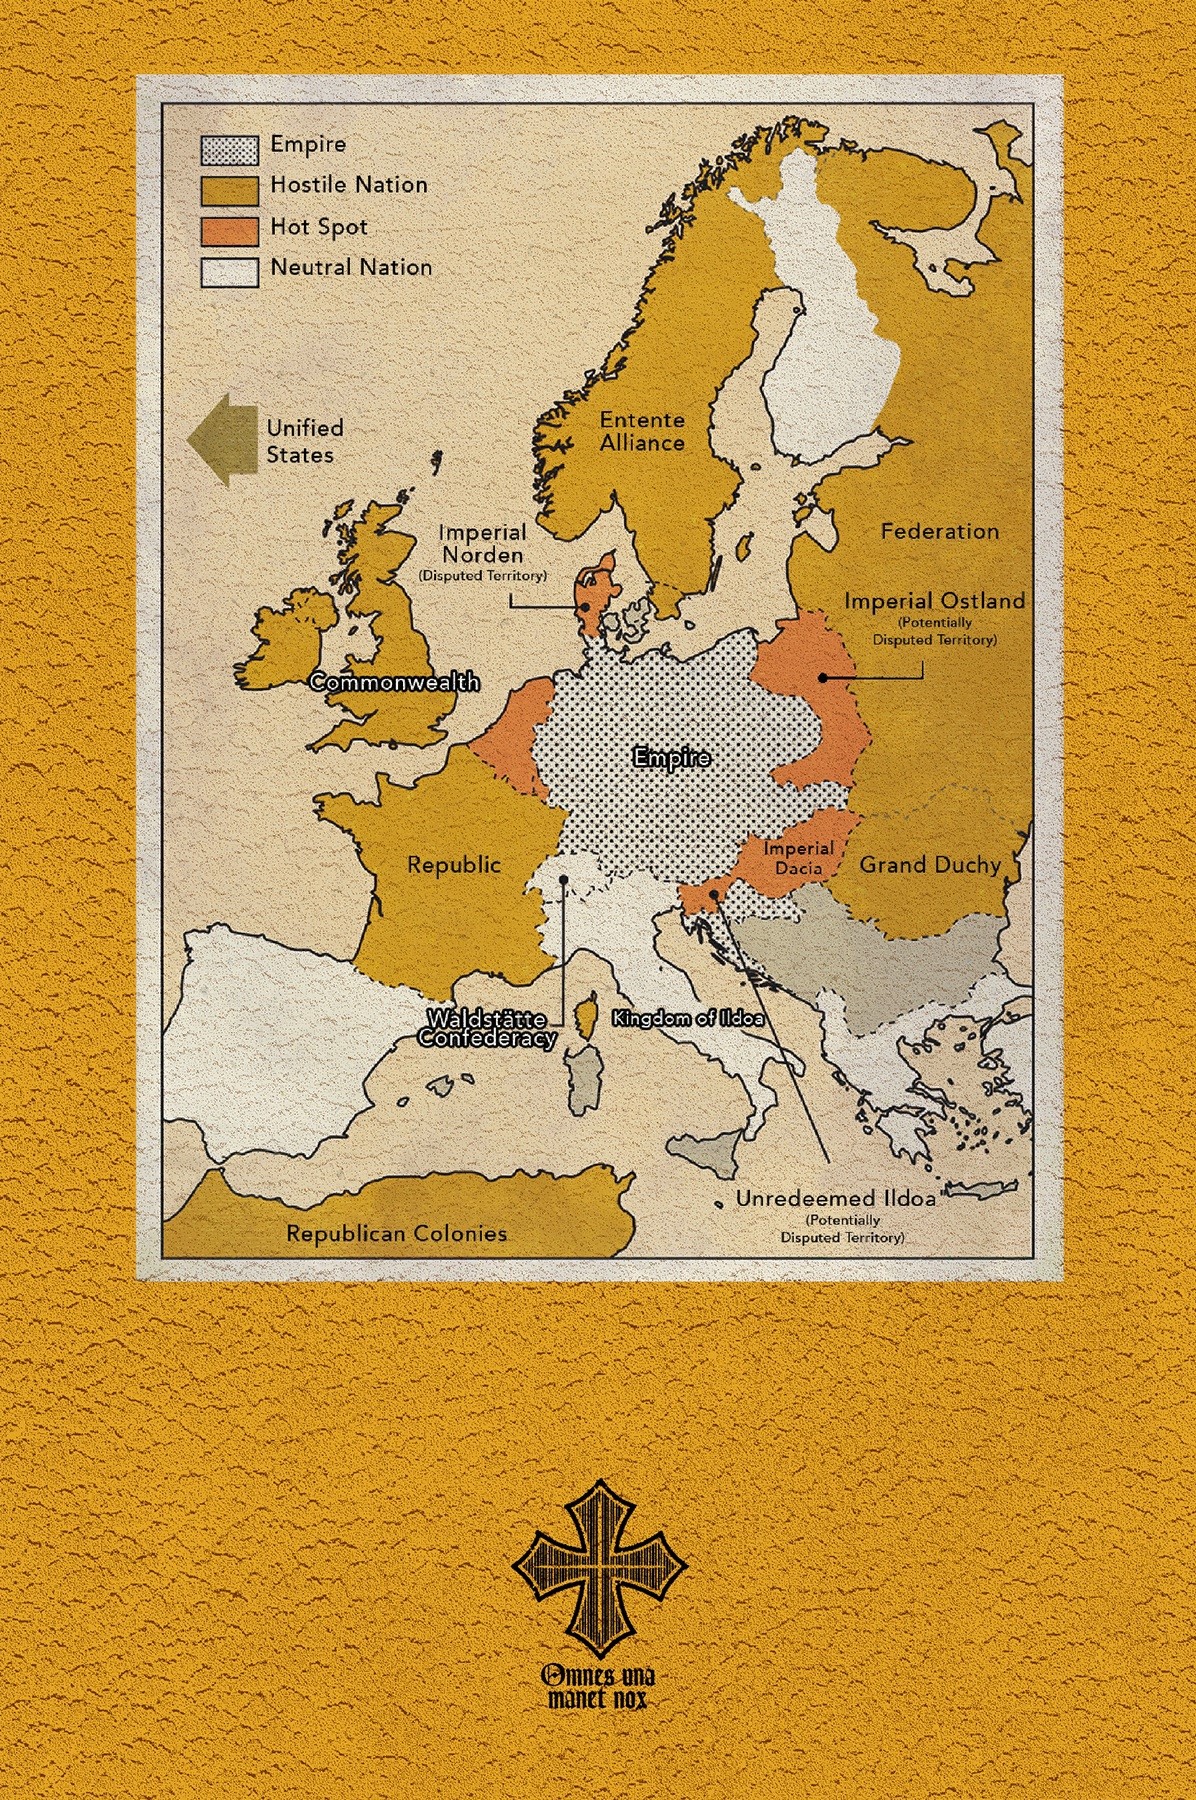 Empire
Hostile Nation
Hot Spot
Neutral Nation
Unified
States
Entente
Alliance
Imperial
Norden
(Disputed Territory)
Federation
Imperial Ostland
(Potentially
Disputed Territory)
Commonwealth
Empire
Republic
Imperial
Dacia
Grand Duchy
Waldstätte
Confederacy
Kingdom of Ildoa
Unredeemed Ildoa
(Potentially
Disputed Territory)
Republican Colonies
Omnes una
manet nox